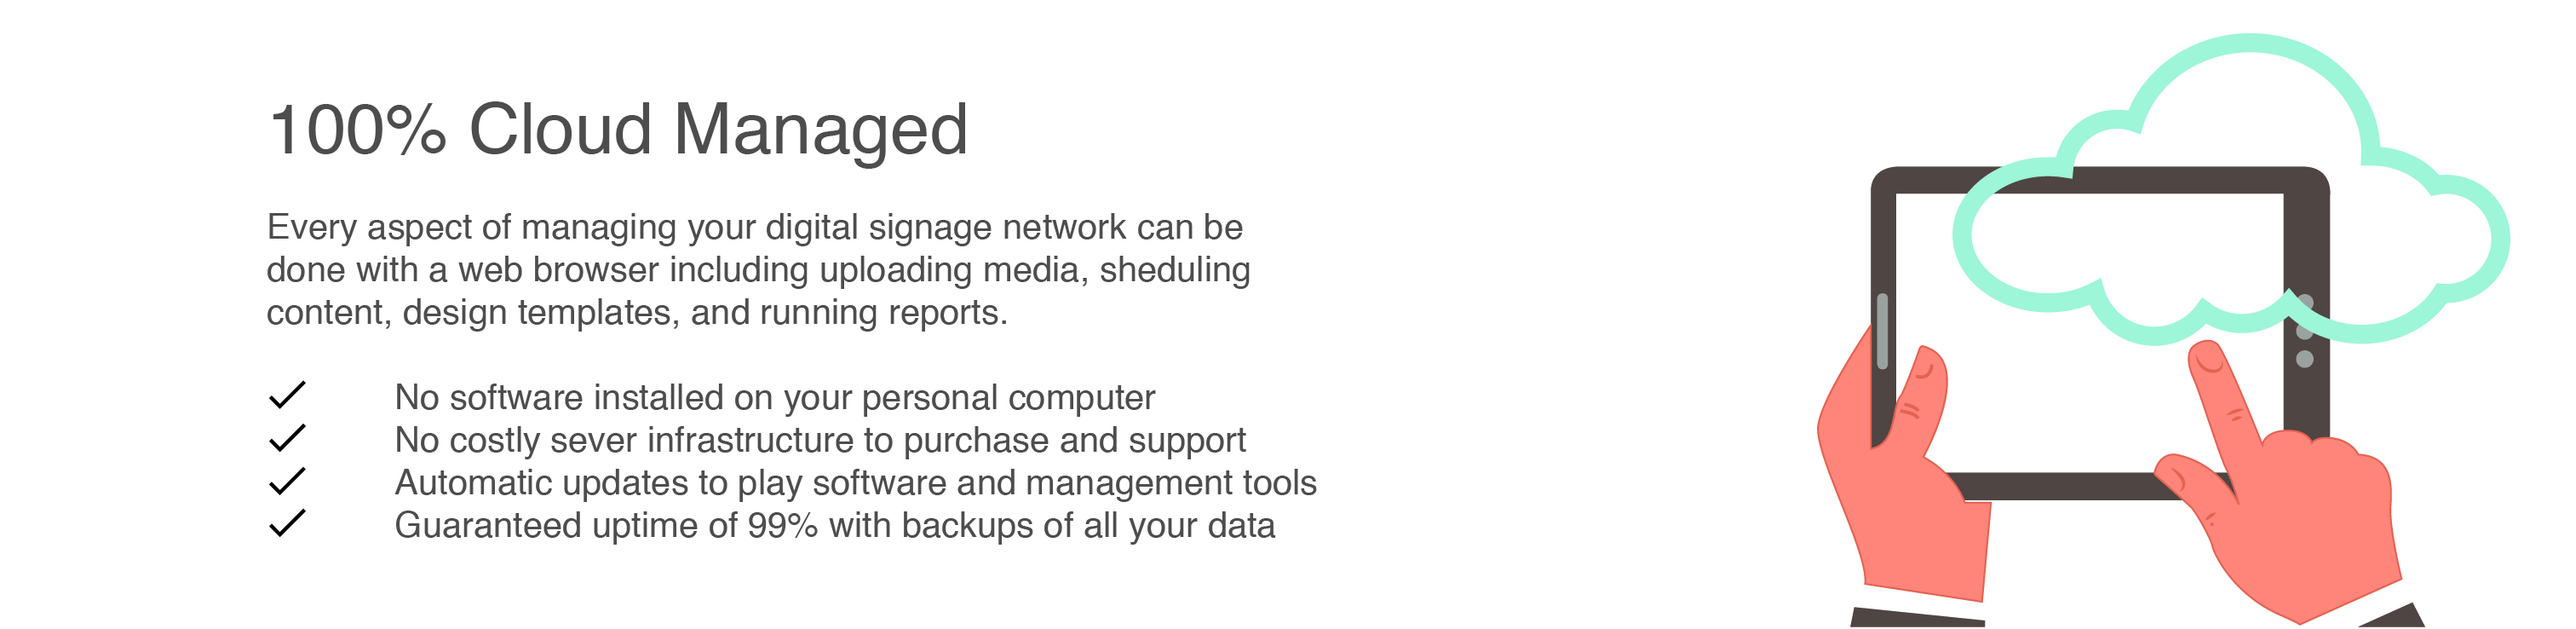 100% Cloud Managed
Every aspect of managing your digital signage network can be
done with a web browser including uploading media, sheduling
content, design templates, and running reports.
No software installed on your personal computer
No costly sever infrastructure to purchase and support
Automatic updates to play software and management tools
Guaranteed uptime of 99% with backups of all your data